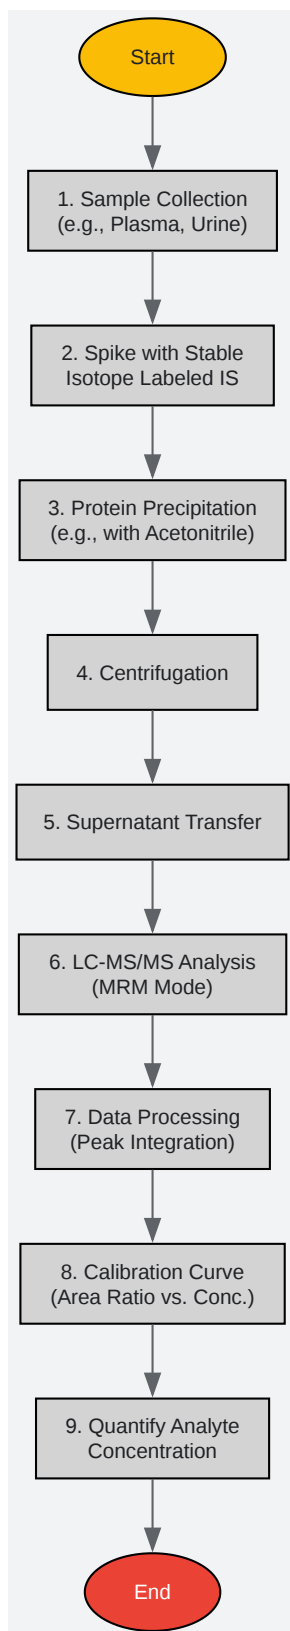 Start
1. Sample Collection
(e.g., Plasma, Urine)
2. Spike with Stable
Isotope Labeled IS
3. Protein Precipitation
(e.g., with Acetonitrile)
4. Centrifugation
5. Supernatant Transfer
6. LC-MS/MS Analysis
(MRM Mode)
7. Data Processing
(Peak Integration)
8. Calibration Curve
(Area Ratio vs. Conc.)
9. Quantify Analyte
Concentration
End